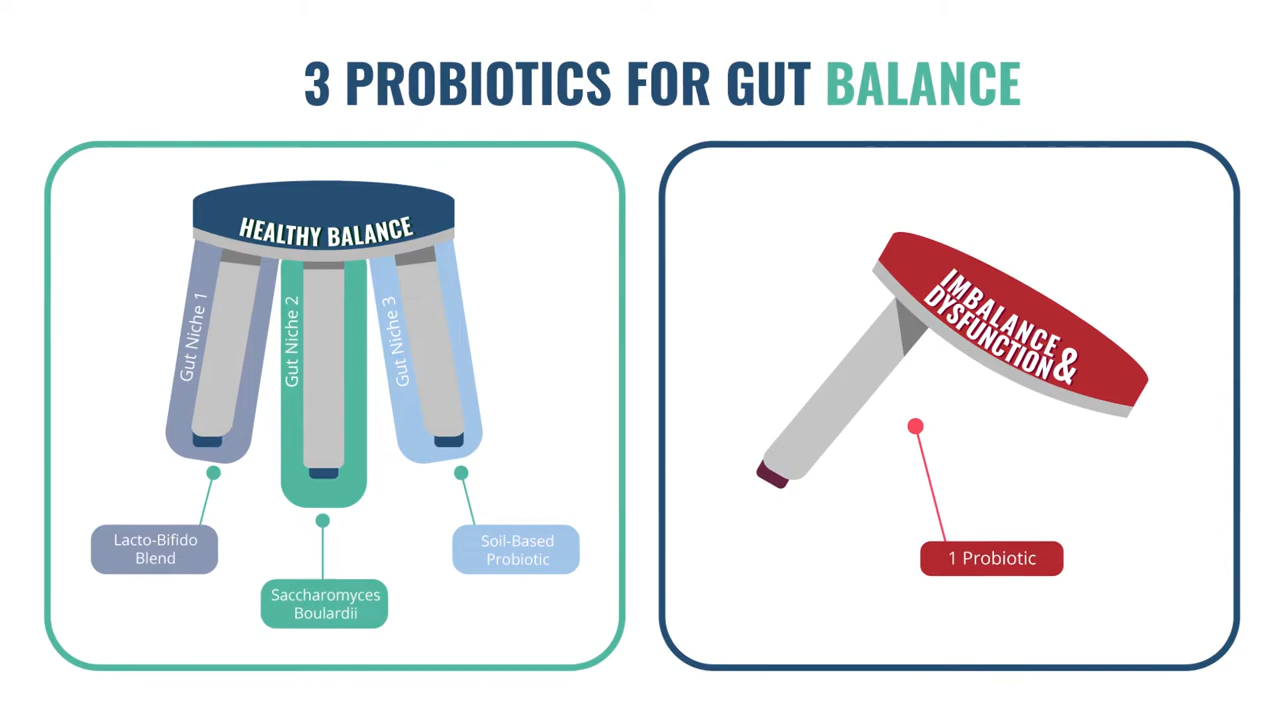 3 PROBIOTICS FOR GUT BALANCE
HEALTHY BALANCE
Gut Niche 1
Gut Niche 2
Gut Niche 3
Lacto-Bifido
Blend
Saccharomyces
Boulardii
Soil-Based
Probiotic
IMBALANCE &
DYSFUNCTION
1 Probiotic